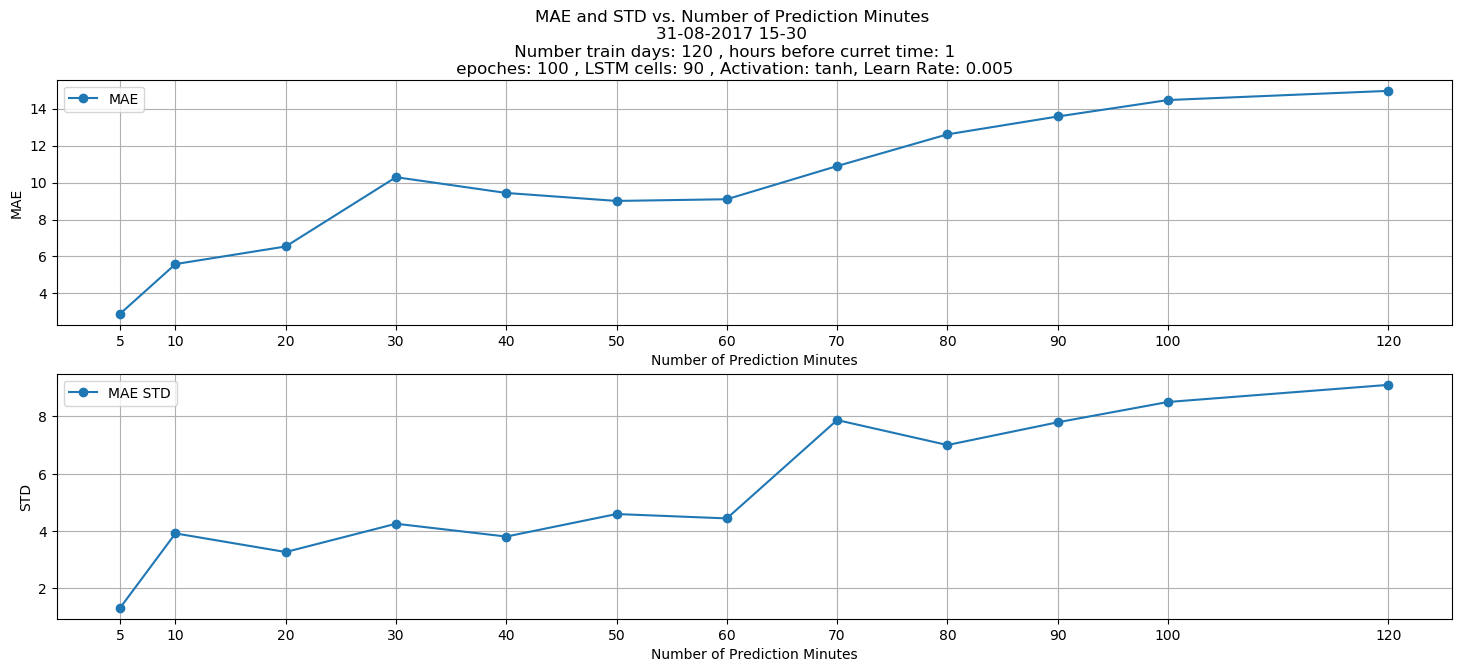 MAE and STD vs. Number of Prediction Minutes
31-08-2017 15-30
Number train days: 120 , hours before curret time: 1
epoches: 100 , LSTM cells: 90 , Activation: tanh, Learn Rate: 0.005
MAE
14
12
10
8
6
4
MAE
5 10 20 30 40 50 60 70 80 90 100 120
Number of Prediction Minutes
MAE STD
8
6
4
2
STD
5 10 20 30 40 50 60 70 80 90 100 120
Number of Prediction Minutes